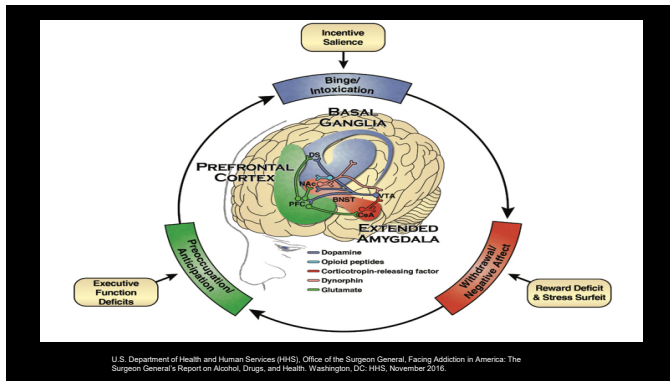 Incentive
Salience
Binge/
Intoxication
BASAL
GANGLIA
PREFRONTAL
CORTEX
DS
NAc
VTA
BNST
PFC
CeA
EXTENDED
AMYGDALA
Dopamine
Opioid peptides
Corticotropin-releasing factor
Dynorphin
Glutamate
Preoccupation/
Anticipation
Withdrawal/
Negative Affect
Executive
Function
Deficits
Reward Deficit
& Stress Surfeit
U.S. Department of Health and Human Services (HHS), Office of the Surgeon General, Facing Addiction in America: The
Surgeon General's Report on Alcohol, Drugs, and Health. Washington, DC: HHS, November 2016.